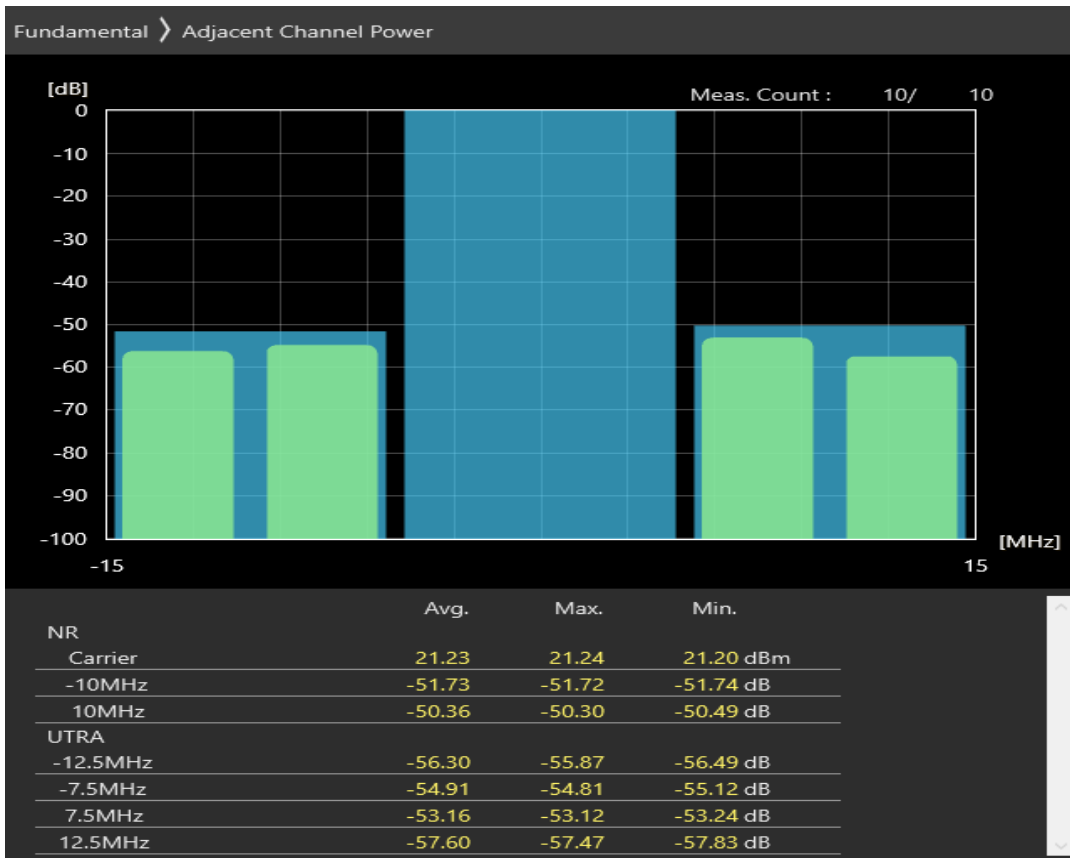 Fundamental 〉 Adjacent Channel Power
[dB]
Meas. Count : 10/ 10
0
-10
-20
-30
-40
-50
-60
-70
-80
-90
-100
[MHz]
-15 15
Avg. Max. Min.
NR
Carrier 21.23 21.24 21.20 dBm
-10MHz -51.73 -51.72 -51.74 dB
10MHz -50.36 -50.30 -50.49 dB
UTRA
-12.5MHz -56.30 -55.87 -56.49 dB
-7.5MHz -54.91 -54.81 -55.12 dB
7.5MHz -53.16 -53.12 -53.24 dB
12.5MHz -57.60 -57.47 -57.83 dB